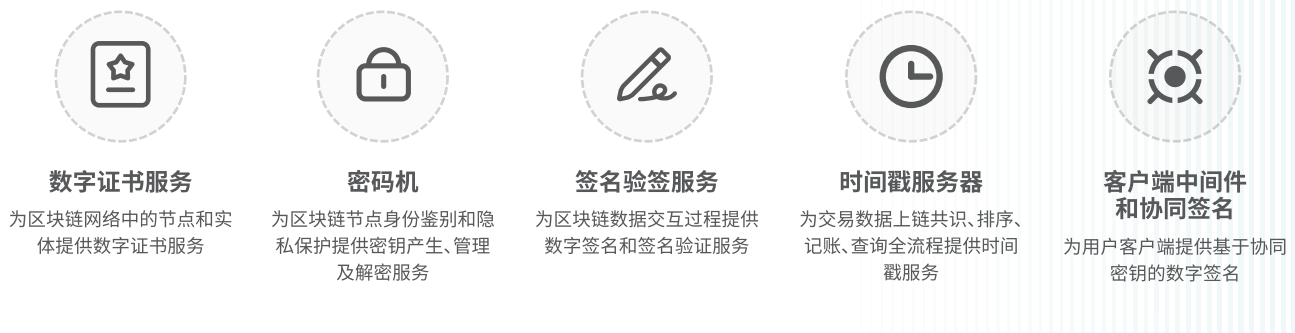 数字证书服务
为区块链网络中的节点和实
体提供数字证书服务
密码机
为区块链节点身份鉴别和隐
私保护提供密钥产生、管理
及解密服务
签名验签服务
为区块链数据交互过程提供
数字签名和签名验证服务
时间戳服务器
为交易数据上链共识、排序、
记账、查询全流程提供时间
戳服务
客户端中间件
和协同签名
为用户客户端提供基于协同
密钥的数字签名